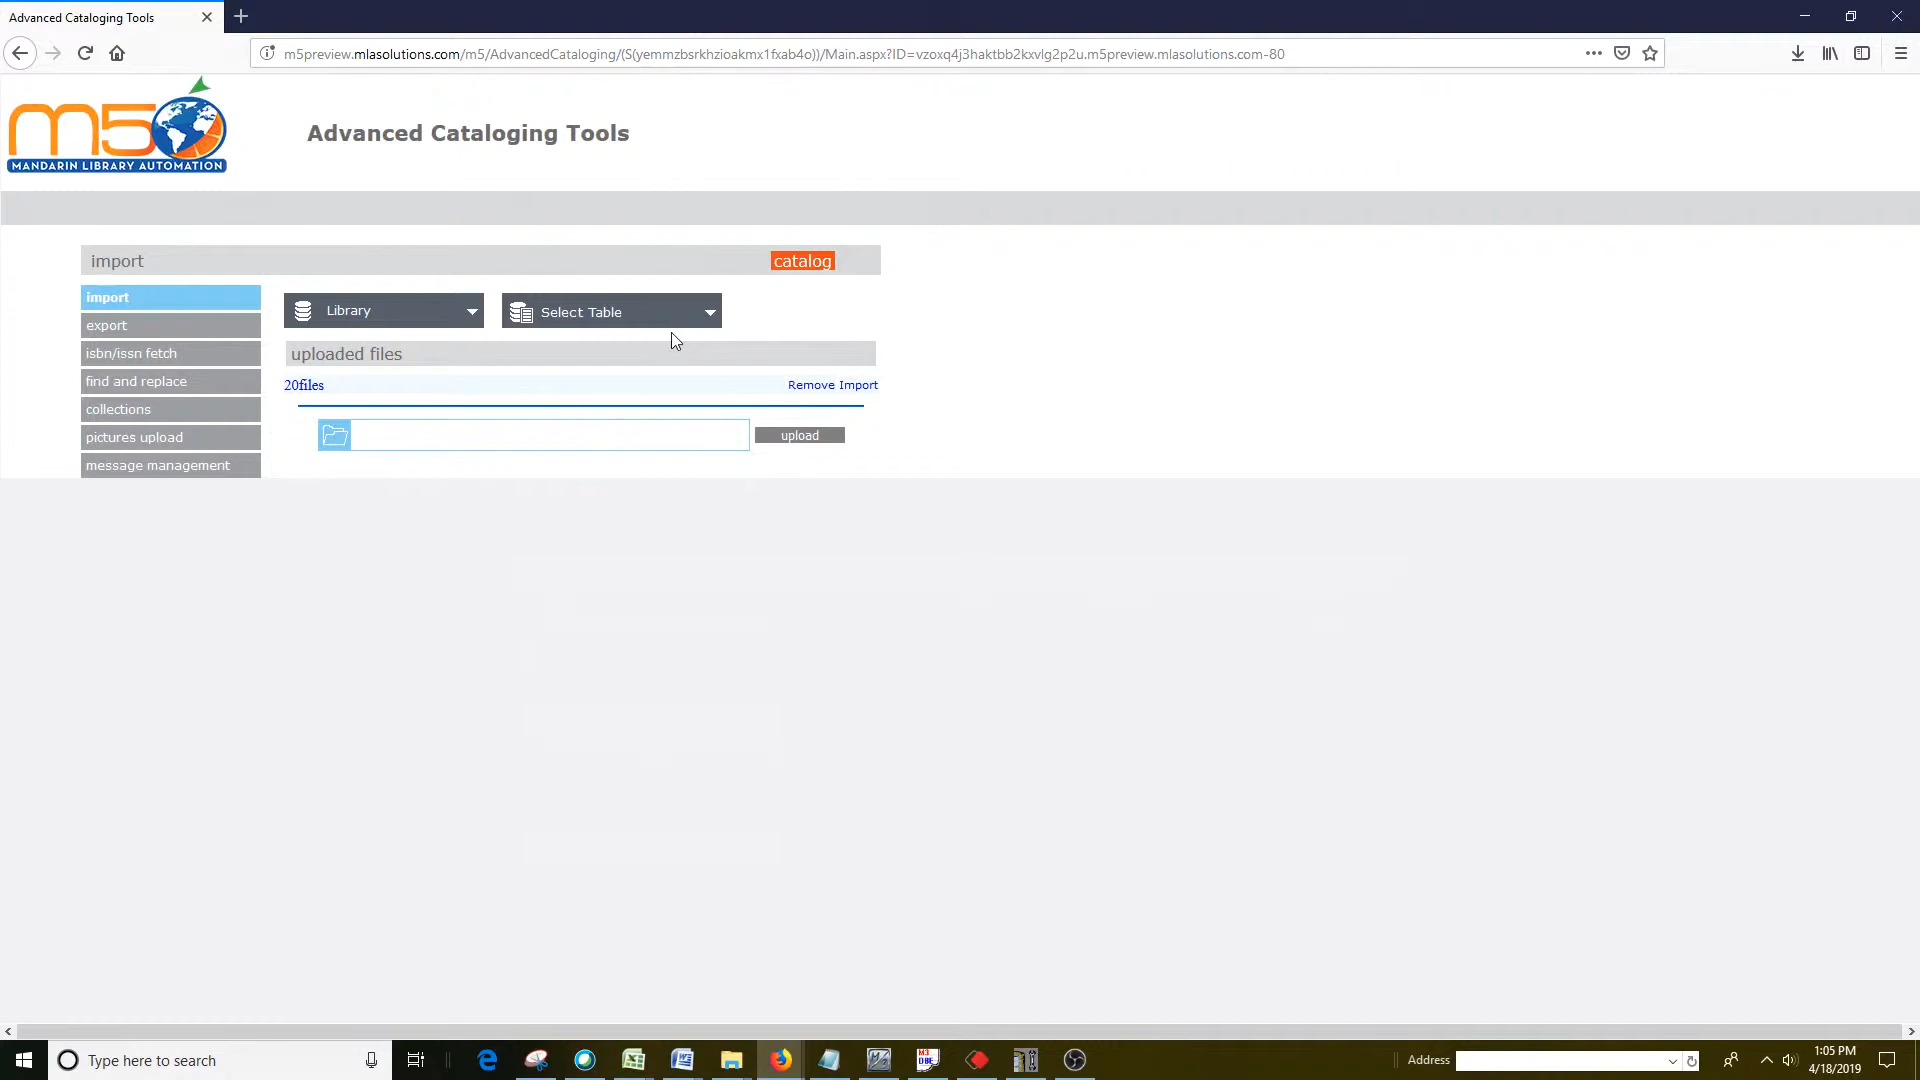 Advanced Cataloging Tools
m5preview.mlasolutions.com/m5/AdvancedCataloging/(S(yemmzbsrkhzioakmx1fxab4o))/Main.aspx?ID=vzoxq4j3haktbb2kxvlg2p2u.m5preview.mlasolutions.com-80
m5
MANDARIN LIBRARY AUTOMATION
Advanced Cataloging Tools
import
catalog
import
export
isbn/issn fetch
find and replace
collections
pictures upload
message management
Library
Select Table
uploaded files
20files
Remove Import
upload
Type here to search
M3
DBE
Address
1:05 PM
4/18/2019